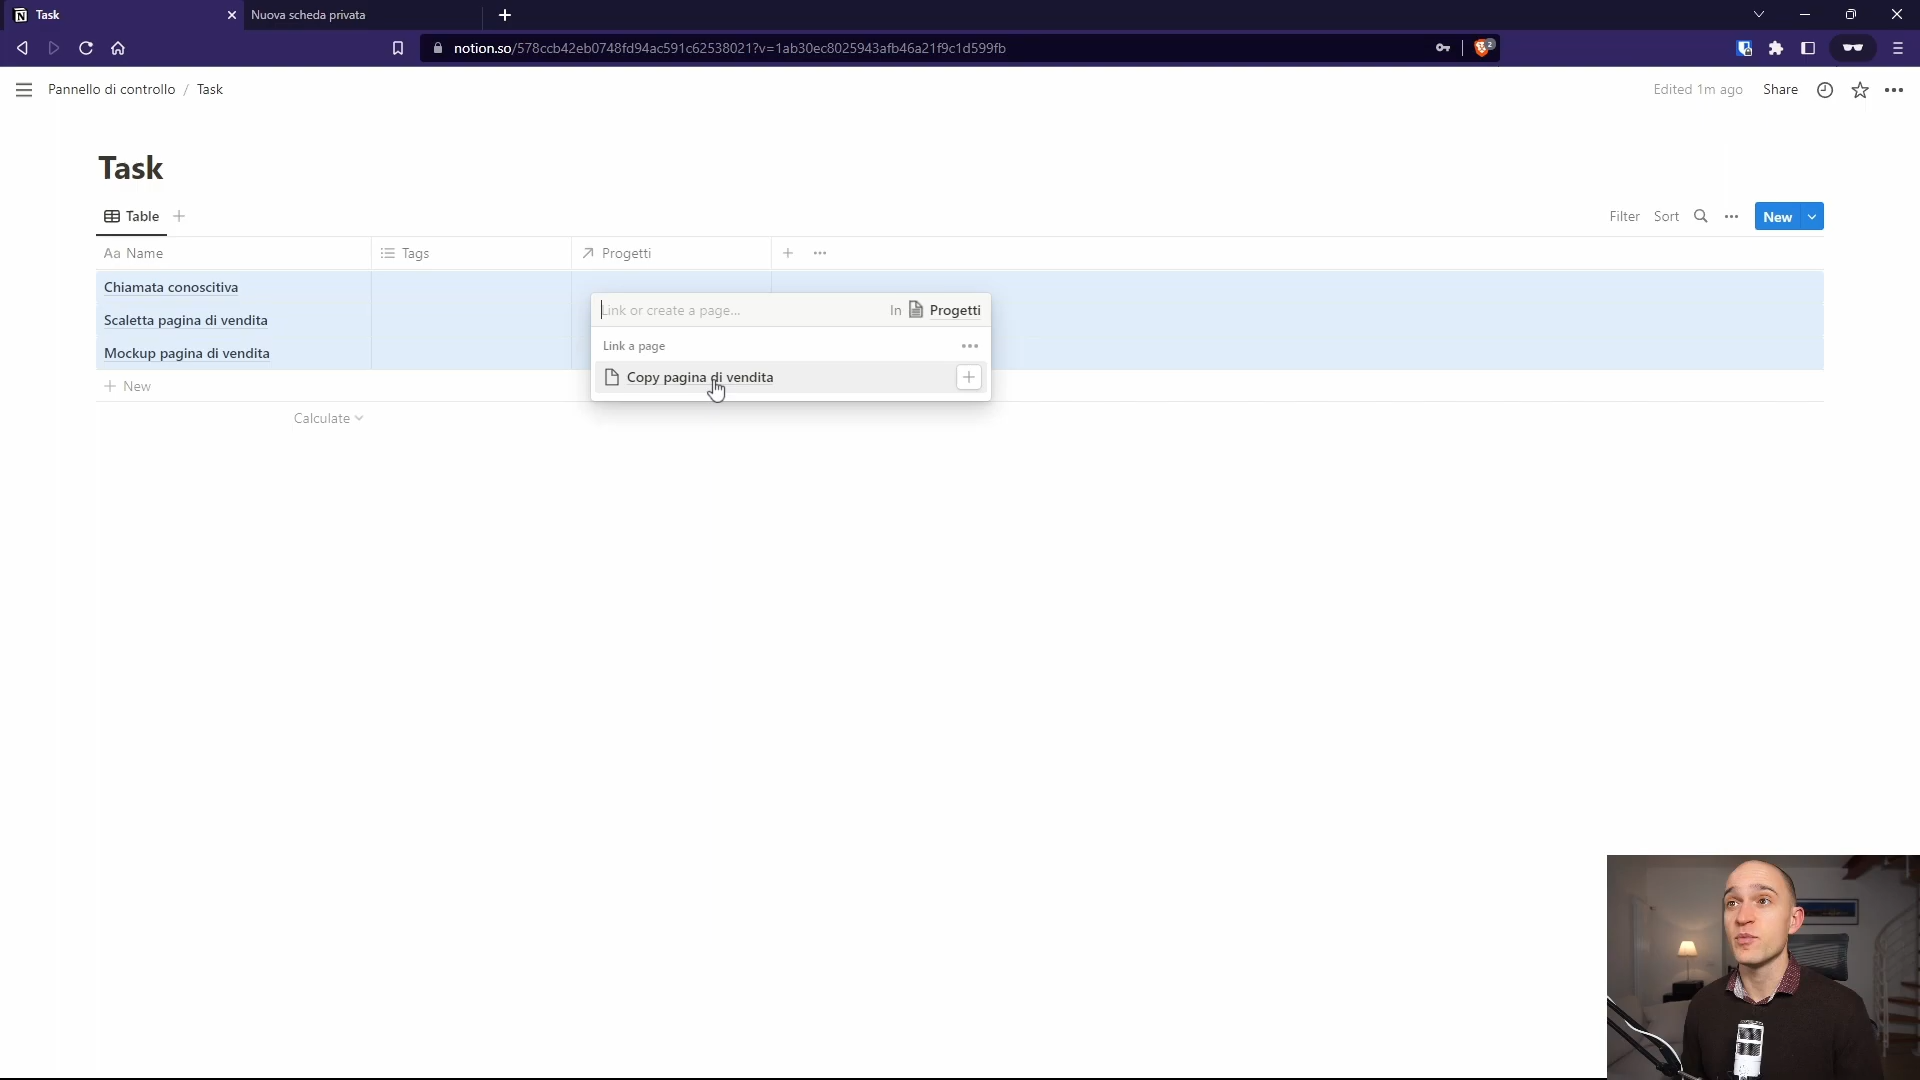 Task
Nuova scheda privata
notion.so/578ccb42eb0748fd94ac591c62538021?v=1ab30ec8025943afb46a21f9c1d599fb
2
Pannello di controllo / Task
Edited 1m ago
Share
Task
Table
Filter
Sort
New
Aa Name
Tags
Progetti
Chiamata conoscitiva
Scaletta pagina di vendita
Mockup pagina di vendita
Link or create a page...
In Progetti
Link a page
Copy pagina di vendita
New
Calculate